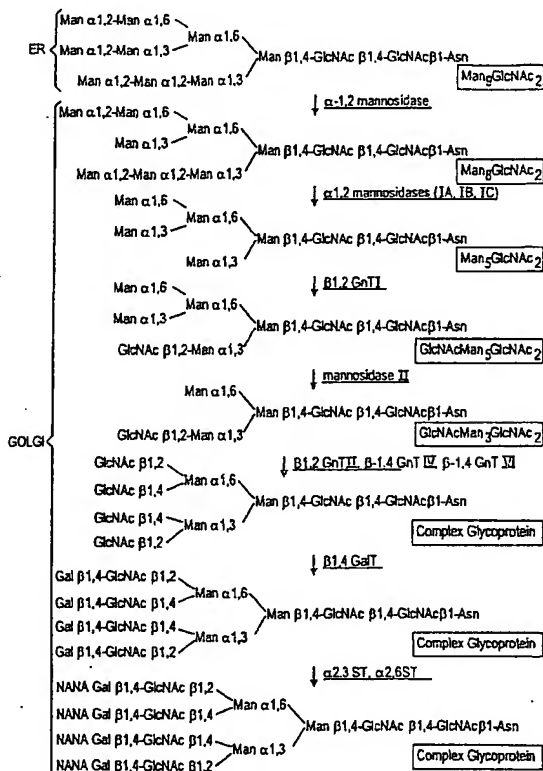 Man α1,2-Man α1,6
Man α1,6
Man α1,2-Man α1,3
Man β1,4-GlcNAc β1,4-GlcNAcβ1-Asn
ER
Man α1,2-Man α1,2-Man α1,3
Man9GlcNAc2
α-1,2 mannosidase
Man α1,2-Man α1,6
Man α1,6
Man α1,3
Man β1,4-GlcNAc β1,4-GlcNAcβ1-Asn
Man α1,2-Man α1,2-Man α1,3
Man8GlcNAc2
α1,2 mannosidases (IA, IB, IC)
Man α1,6
Man α1,6
Man α1,3
Man β1,4-GlcNAc β1,4-GlcNAcβ1-Asn
Man α1,3
Man5GlcNAc2
β1,2 GnTI
Man α1,6
Man α1,6
Man α1,3
Man β1,4-GlcNAc β1,4-GlcNAcβ1-Asn
GlcNAc β1,2-Man α1,3
GlcNAcMan5GlcNAc2
mannosidase II
Man α1,6
Man β1,4-GlcNAc β1,4-GlcNAcβ1-Asn
GlcNAc β1,2-Man α1,3
GlcNAcMan3GlcNAc2
GOLGI
β1,2 GnTII, β-1,4 GnT IV, β-1,4 GnT VI
GlcNAc β1,2
Man α1,6
GlcNAc β1,4
Man β1,4-GlcNAc β1,4-GlcNAcβ1-Asn
GlcNAc β1,4
Man α1,3
GlcNAc β1,2
Complex Glycoprotein
β1,4 GalT
Gal β1,4-GlcNAc β1,2
Man α1,6
Gal β1,4-GlcNAc β1,4
Man β1,4-GlcNAc β1,4-GlcNAcβ1-Asn
Gal β1,4-GlcNAc β1,4
Man α1,3
Gal β1,4-GlcNAc β1,2
Complex Glycoprotein
α2,3 ST, α2,6ST
NANA Gal β1,4-GlcNAc β1,2
Man α1,6
NANA Gal β1,4-GlcNAc β1,4
Man β1,4-GlcNAc β1,4-GlcNAcβ1-Asn
NANA Gal β1,4-GlcNAc β1,4
Man α1,3
NANA Gal β1,4-GlcNAc β1,2
Complex Glycoprotein